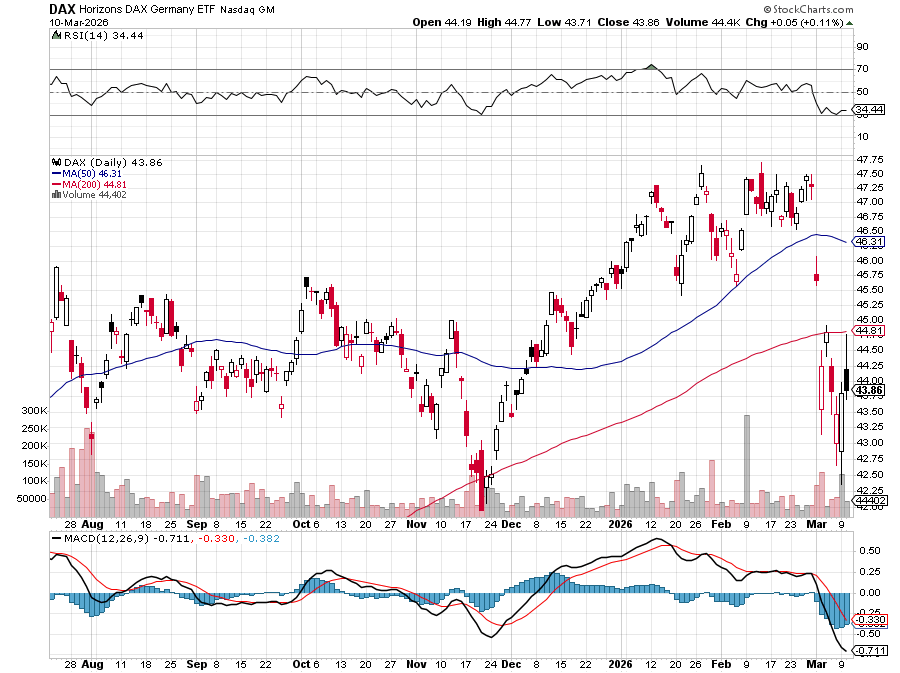 DAX Horizons DAX Germany ETF Nasdaq GM
© StockCharts.com
10-Mar-2026
Open 44.19 High 44.77 Low 43.71 Close 43.86 Volume 44.4K Chg +0.05 (+0.11%)
RSI(14) 34.44
90
70
50
34.44
30
10
DAX (Daily) 43.86
MA(50) 46.31
MA(200) 44.81
Volume 44,402
47.75
47.50
47.25
47.00
46.75
46.50
46.31
46.00
45.75
45.50
45.25
45.00
44.81
44.50
44.25
44.00
43.86
43.50
43.25
43.00
42.75
42.50
42.25
44402
42.00
300K
250K
200K
150K
100K
50000
28 Aug 11 18 25 Sep 8 15 22 Oct 6 13 20 27 Nov 10 17 24 Dec 8 15 22 2026 12 20 26 Feb 9 17 23 Mar 9
MACD(12,26,9) -0.711, -0.330, -0.382
0.50
0.25
0.00
-0.25
-0.330
-0.50
-0.711
28 Aug 11 18 25 Sep 8 15 22 Oct 6 13 20 27 Nov 10 17 24 Dec 8 15 22 2026 12 20 26 Feb 9 17 23 Mar 9